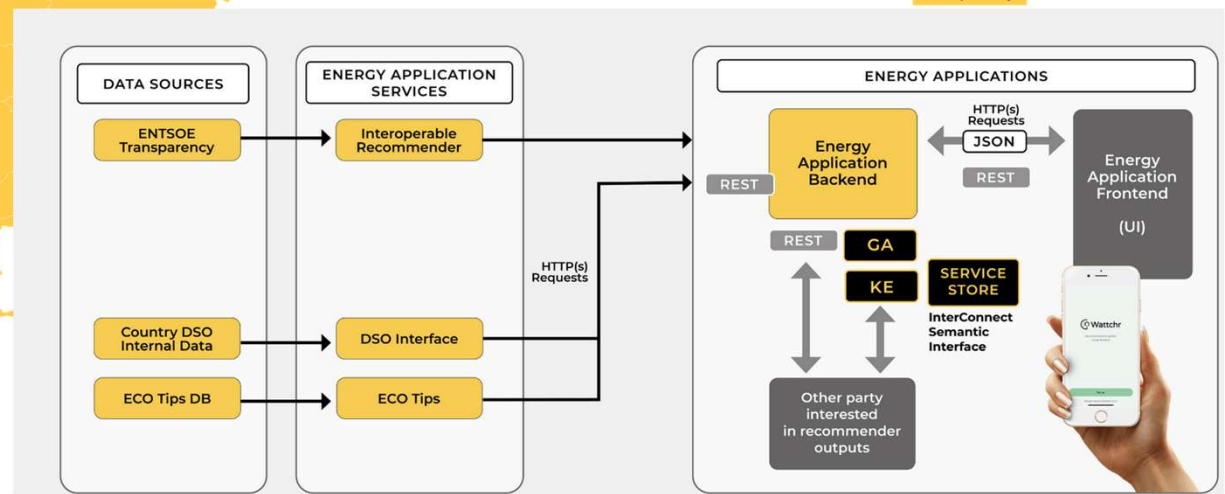 DATA SOURCES
ENTSOE
Transparency
Country DSO
Internal Data
ECO Tips DB
ENERGY APPLICATION
SERVICES
Interoperable
Recommender
DSO Interface
ECO Tips
HTTP(s)
Requests
ENERGY APPLICATIONS
REST
Energy
Application
Backend
HTTP(s)
Requests
JSON
REST
Energy
Application
Frontend
(UI)
REST
GA
KE
SERVICE
STORE
InterConnect
Semantic
Interface
Other party
interested
in recommender
outputs
Wattchr